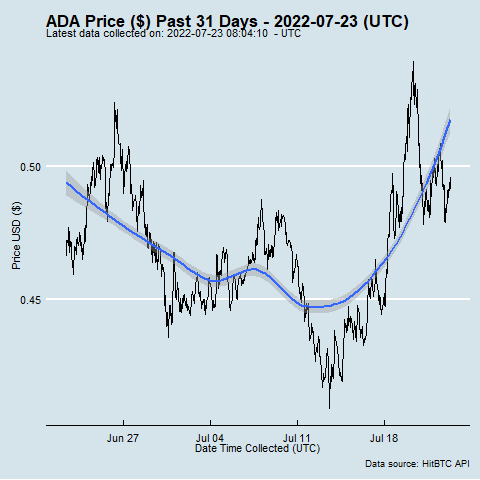 ADA Price ($) Past 31 Days - 2022-07-23 (UTC)
Latest data collected on: 2022-07-23 08:04:10 - UTC
Price USD ($)
0.50
0.45
Jun 27
Jul 04
Jul 11
Jul 18
Date Time Collected (UTC)
Data source: HitBTC API